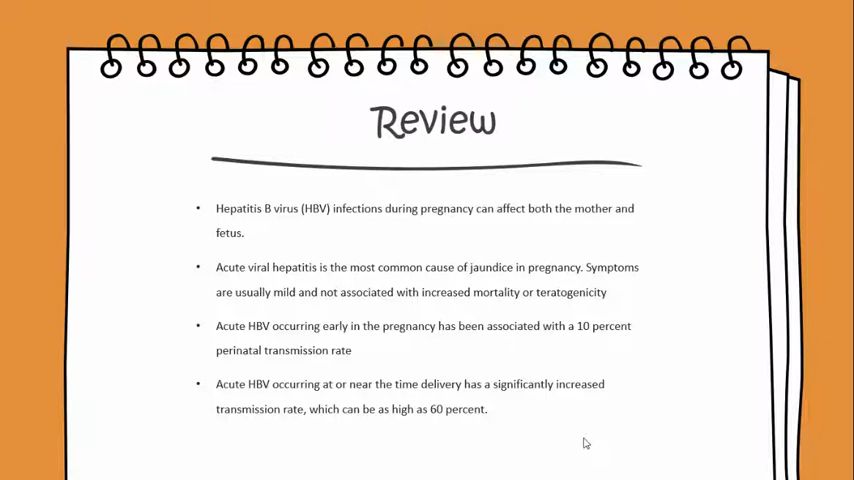 Review
• Hepatitis B virus (HBV) infections during pregnancy can affect both the mother and
fetus.
• Acute viral hepatitis is the most common cause of jaundice in pregnancy. Symptoms
are usually mild and not associated with increased mortality or teratogenicity
• Acute HBV occurring early in the pregnancy has been associated with a 10 percent
perinatal transmission rate
• Acute HBV occurring at or near the time delivery has a significantly increased
transmission rate, which can be as high as 60 percent.